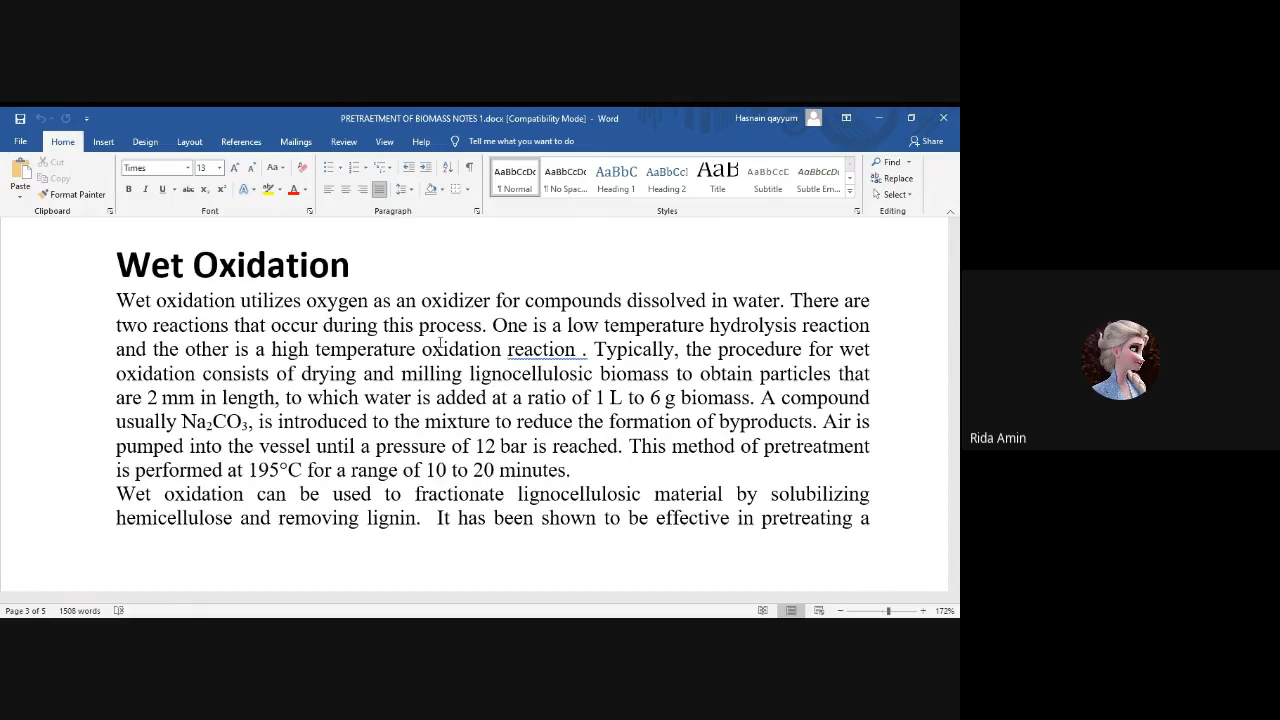 PRETRAETMENT OF BIOMASS NOTES 1.docx [Compatibility Mode] - Word
Hasnain qayyum
File Home Insert Design Layout References Mailings Review View Help Tell me what you want to do Share
Paste
Cut
Copy
Format Painter
Clipboard
Times 13
Font
Paragraph
AaBbCcDc AaBbCcDc AaBbC AaBbCc] AaB AaBbCcD AaBbCcDc
¶ Normal ¶ No Spac... Heading 1 Heading 2 Title Subtitle Subtle Em...
Styles
Find
Replace
Select
Editing
Wet Oxidation
Wet oxidation utilizes oxygen as an oxidizer for compounds dissolved in water. There are
two reactions that occur during this process. One is a low temperature hydrolysis reaction
and the other is a high temperature oxidation reaction . Typically, the procedure for wet
oxidation consists of drying and milling lignocellulosic biomass to obtain particles that
are 2 mm in length, to which water is added at a ratio of 1 L to 6 g biomass. A compound
usually Na₂CO₃, is introduced to the mixture to reduce the formation of byproducts. Air is
pumped into the vessel until a pressure of 12 bar is reached. This method of pretreatment
is performed at 195°C for a range of 10 to 20 minutes.
Wet oxidation can be used to fractionate lignocellulosic material by solubilizing
hemicellulose and removing lignin. It has been shown to be effective in pretreating a
Page 3 of 5 1508 words
172%
Rida Amin